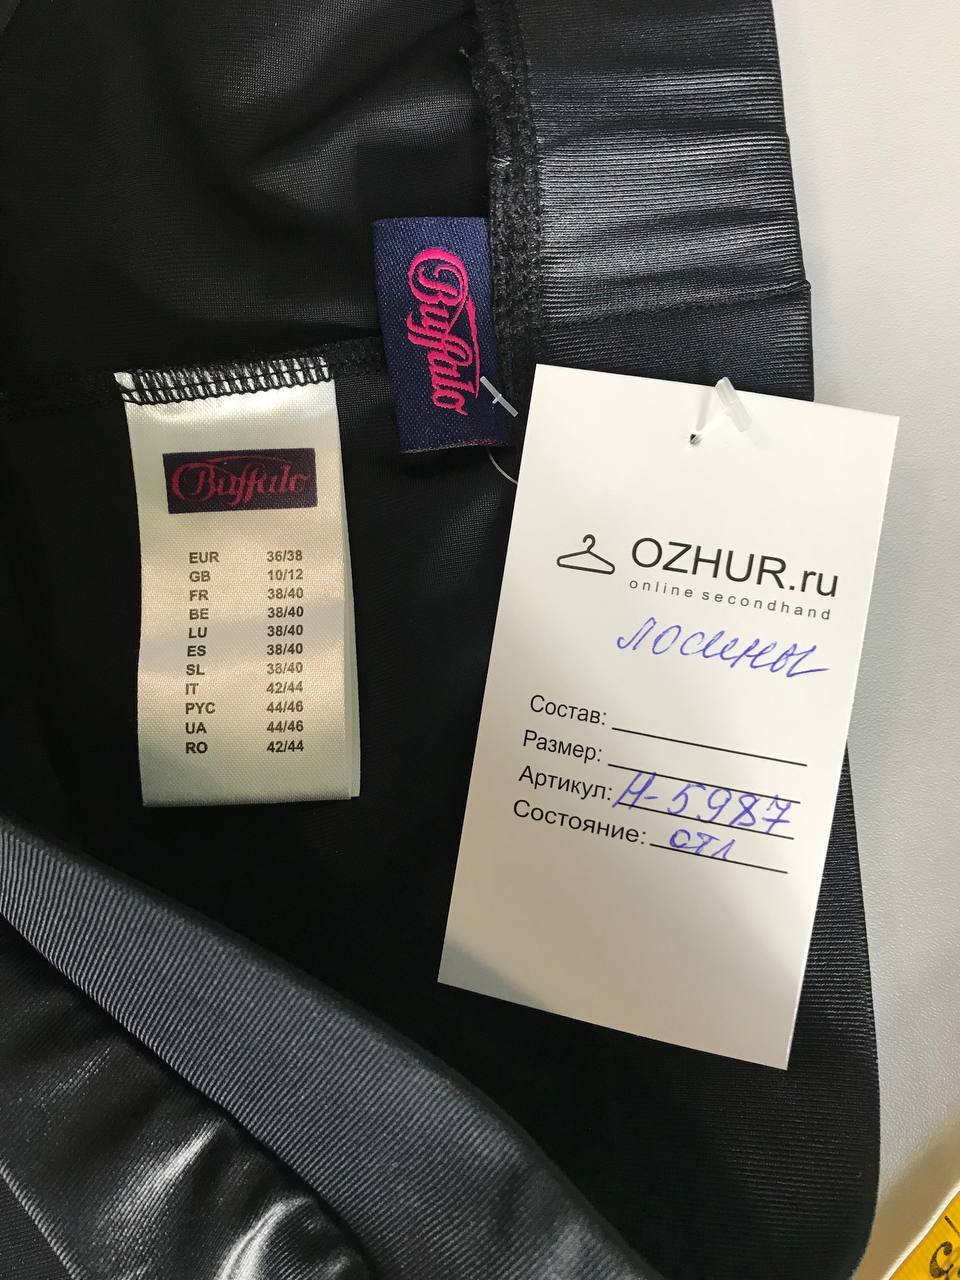 Buffalo
Buffalo
EUR 36/38
GB 10/12
FR 38/40
BE 38/40
LU 38/40
ES 38/40
SL 38/40
IT 42/44
РУС 44/46
UA 44/46
RO 42/44
OZHUR.ru
online secondhand
лосины
Состав:
Размер:
Артикул: Н-5987
Состояние: отл